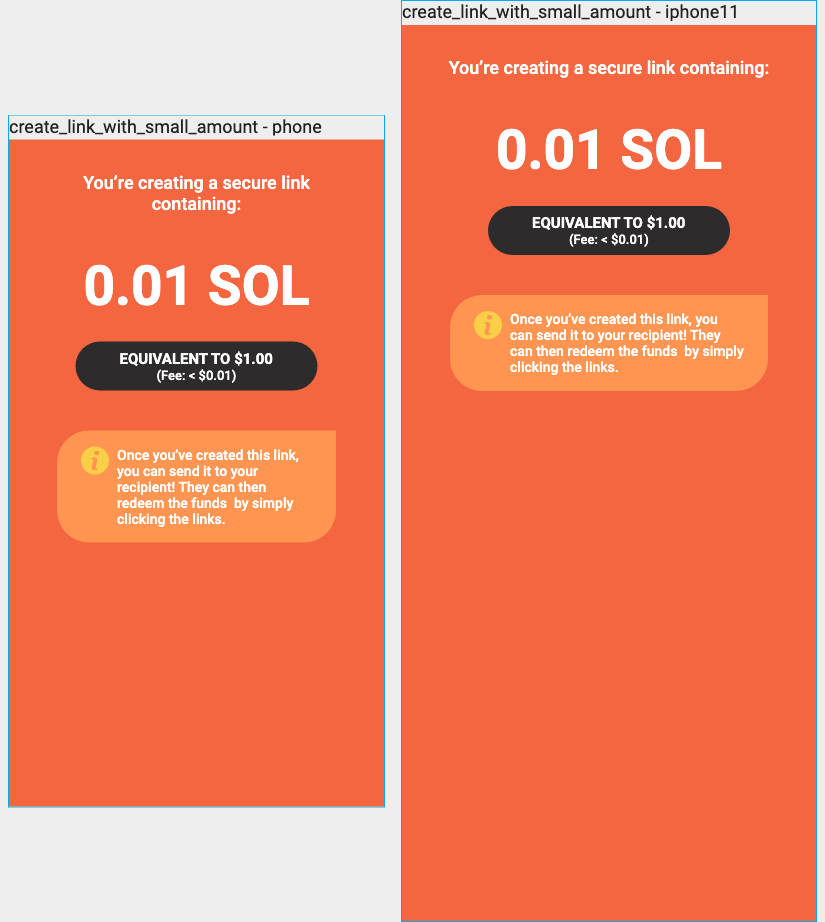 create_link_with_small_amount - phone
You’re creating a secure link
containing:
0.01 SOL
EQUIVALENT TO $1.00
(Fee: < $0.01)
i
Once you’ve created this link,
you can send it to your
recipient! They can then
redeem the funds  by simply
clicking the links.
create_link_with_small_amount - iphone11
You’re creating a secure link containing:
0.01 SOL
EQUIVALENT TO $1.00
(Fee: < $0.01)
i
Once you’ve created this link, you
can send it to your recipient! They
can then redeem the funds  by simply
clicking the links.